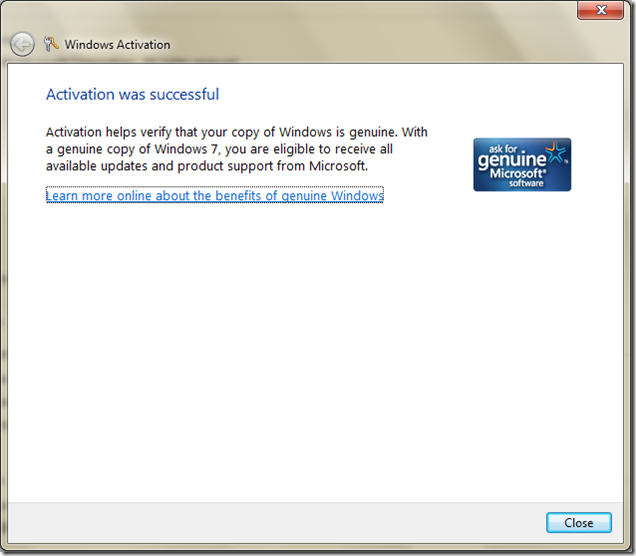 Windows Activation
Activation was successful
Activation helps verify that your copy of Windows is genuine. With
a genuine copy of Windows 7, you are eligible to receive all
available updates and product support from Microsoft.
ask for
genuine
Microsoft®
software
Learn more online about the benefits of genuine Windows
Close